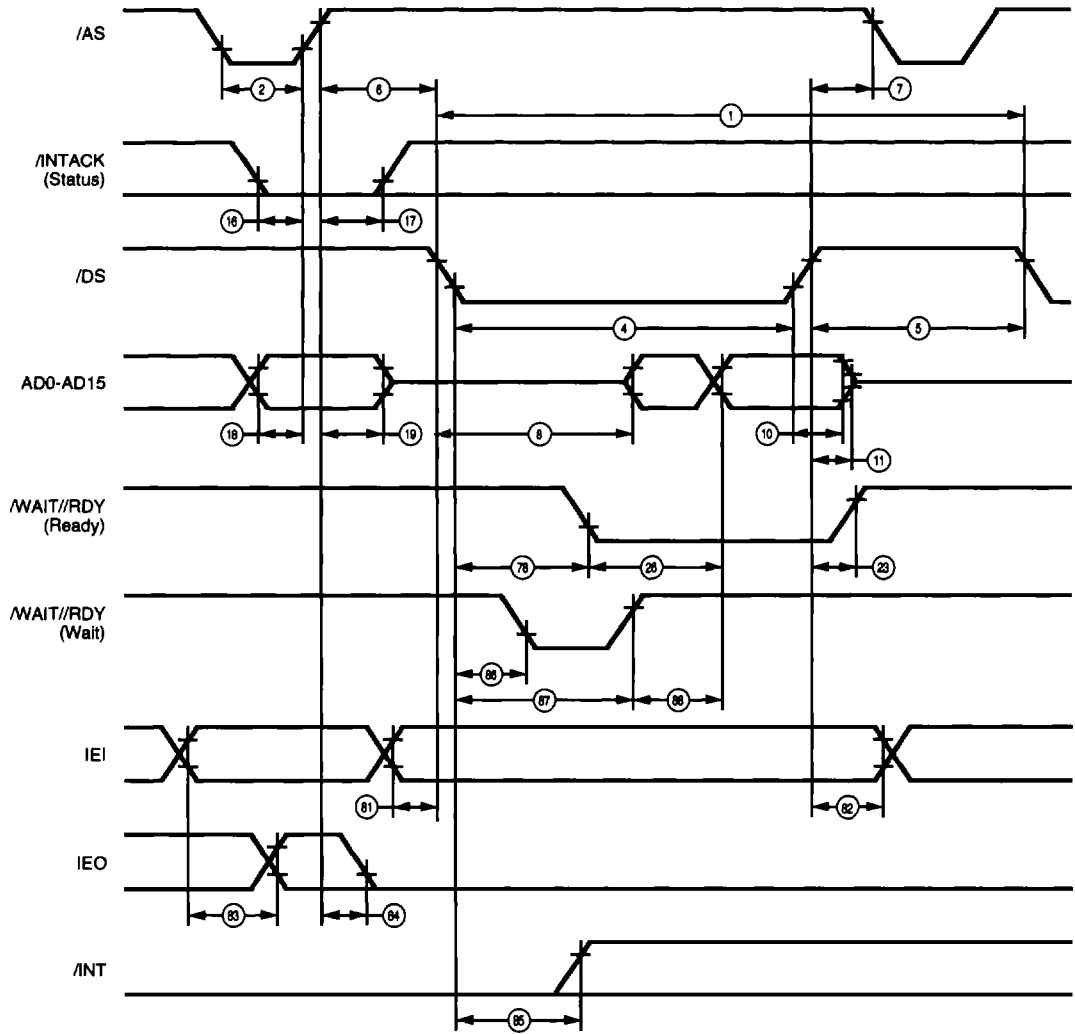 /AS
2
6
7
1
/INTACK
(Status)
16
17
/DS
4
5
AD0-AD15
18
19
8
10
11
/WAIT//RDY
(Ready)
78
26
23
/WAIT//RDY
(Wait)
86
87
88
IEI
81
82
IEO
83
84
/INT
85